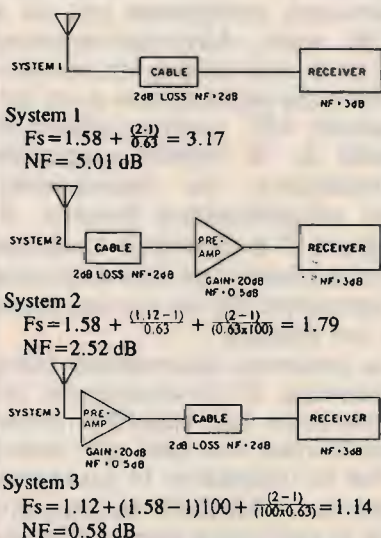 SYSTEM 1
CABLE
RECEIVER
2dB LOSS NF•2dB
NF•3dB
System 1
Fs=1.58 + (2-1)/0.63 = 3.17
NF= 5.01 dB
SYSTEM 2
CABLE
PRE-
AMP
RECEIVER
2dB LOSS NF•2dB
GAIN•20dB
NF•0 5dB
NF•3dB
System 2
Fs=1.58 + (1.12-1)/0.63 + (2-1)/(0.63x100) = 1.79
NF=2.52 dB
SYSTEM 3
PRE-
AMP
CABLE
RECEIVER
GAIN•20dB
NF•0 5dB
2dB LOSS NF•2dB
NF•3dB
System 3
Fs=1.12+(1.58-1)100 + (2-1)/(100x0.63) = 1.14
NF=0.58 dB